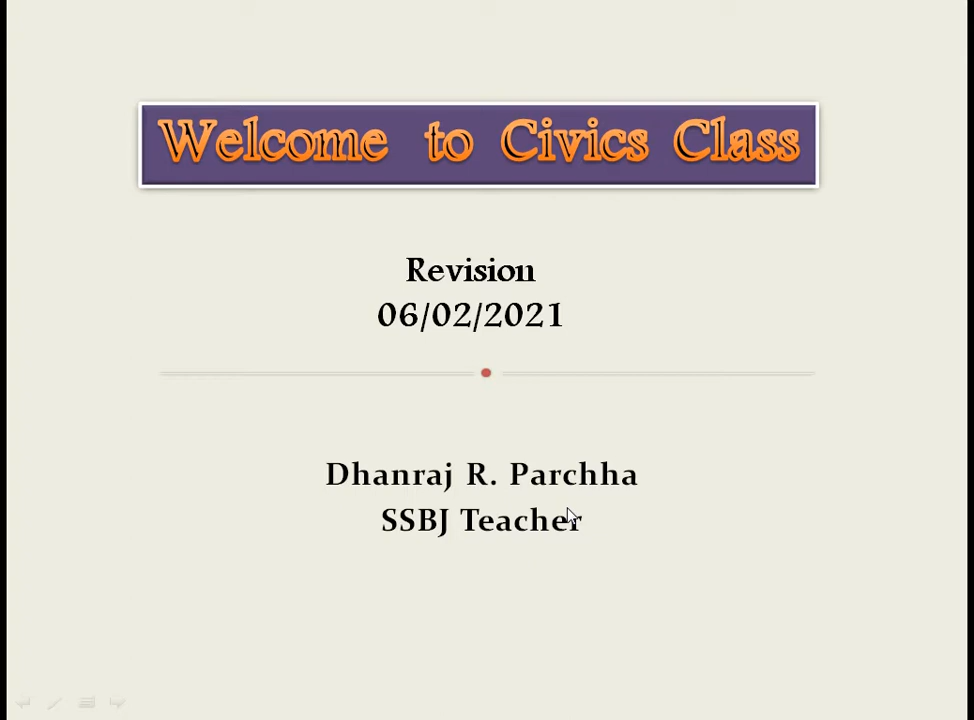 Welcome to Civics Class
Revision
06/02/2021
Dhanraj R. Parchha
SSBJ Teacher